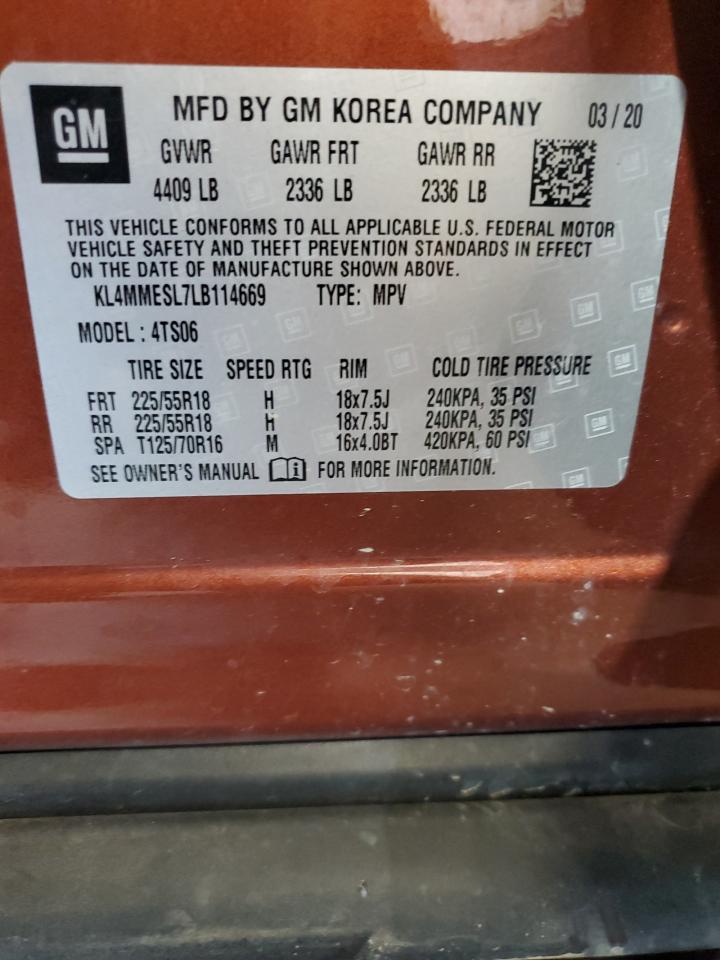 GM
MFD BY GM KOREA COMPANY 03 / 20
GVWR GAWR FRT GAWR RR
4409 LB 2336 LB 2336 LB
THIS VEHICLE CONFORMS TO ALL APPLICABLE U.S. FEDERAL MOTOR
VEHICLE SAFETY AND THEFT PREVENTION STANDARDS IN EFFECT
ON THE DATE OF MANUFACTURE SHOWN ABOVE.
KL4MMESL7LB114669 TYPE: MPV
MODEL : 4TS06
TIRE SIZE SPEED RTG RIM COLD TIRE PRESSURE
FRT 225/55R18 H 18x7.5J 240KPA, 35 PSI
RR 225/55R18 H 18x7.5J 240KPA, 35 PSI
SPA T125/70R16 M 16x4.0BT 420KPA, 60 PSI
SEE OWNER'S MANUAL i FOR MORE INFORMATION.